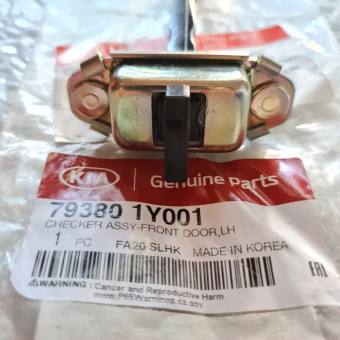 KIA Genuine Parts
79380 1Y001
CHECKER ASSY-FRONT DOOR,LH
1 PC FA20 SLHK MADE IN KOREA
EAC
⚠WARNING: Cancer and Reproductive Harm
www.P65Warnings.ca.gov